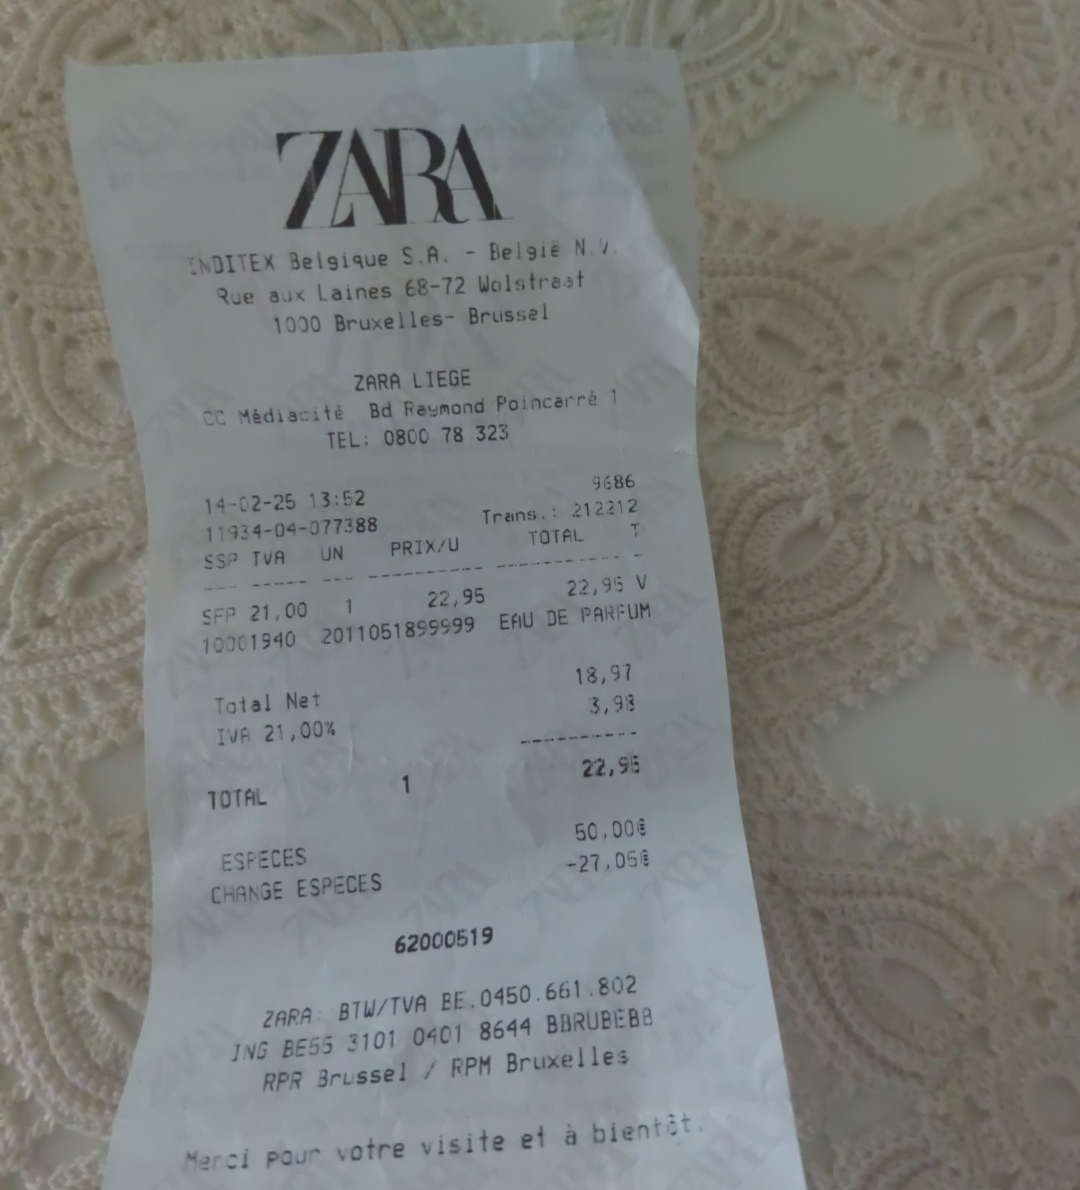 ZARA
INDITEX Belgique S.A. - België N.V.
Rue aux Laines 68-72 Wolstraat
1000 Bruxelles- Brussel
ZARA LIEGE
CC Médiacité Bd Raymond Poincarré 1
TEL: 0800 78 323
14-02-25 13:52 9686
11934-04-077388 Trans.: 212212
SSP TVA UN PRIX/U TOTAL T
--- ----- --- ---------- ---------- -
SFP 21,00 1 22,95 22,95 V
10001940 2011051899999 EAU DE PARFUM
Total Net 18,97
IVA 21,00% 3,98
----------
TOTAL 1 22,95
ESPECES 50,00€
CHANGE ESPECES -27,05€
62000519
ZARA: BTW/TVA BE.0450.661.802
ING BE55 3101 0401 8644 BBRUBEBB
RPR Brussel / RPM Bruxelles
Merci pour votre visite et à bientôt.